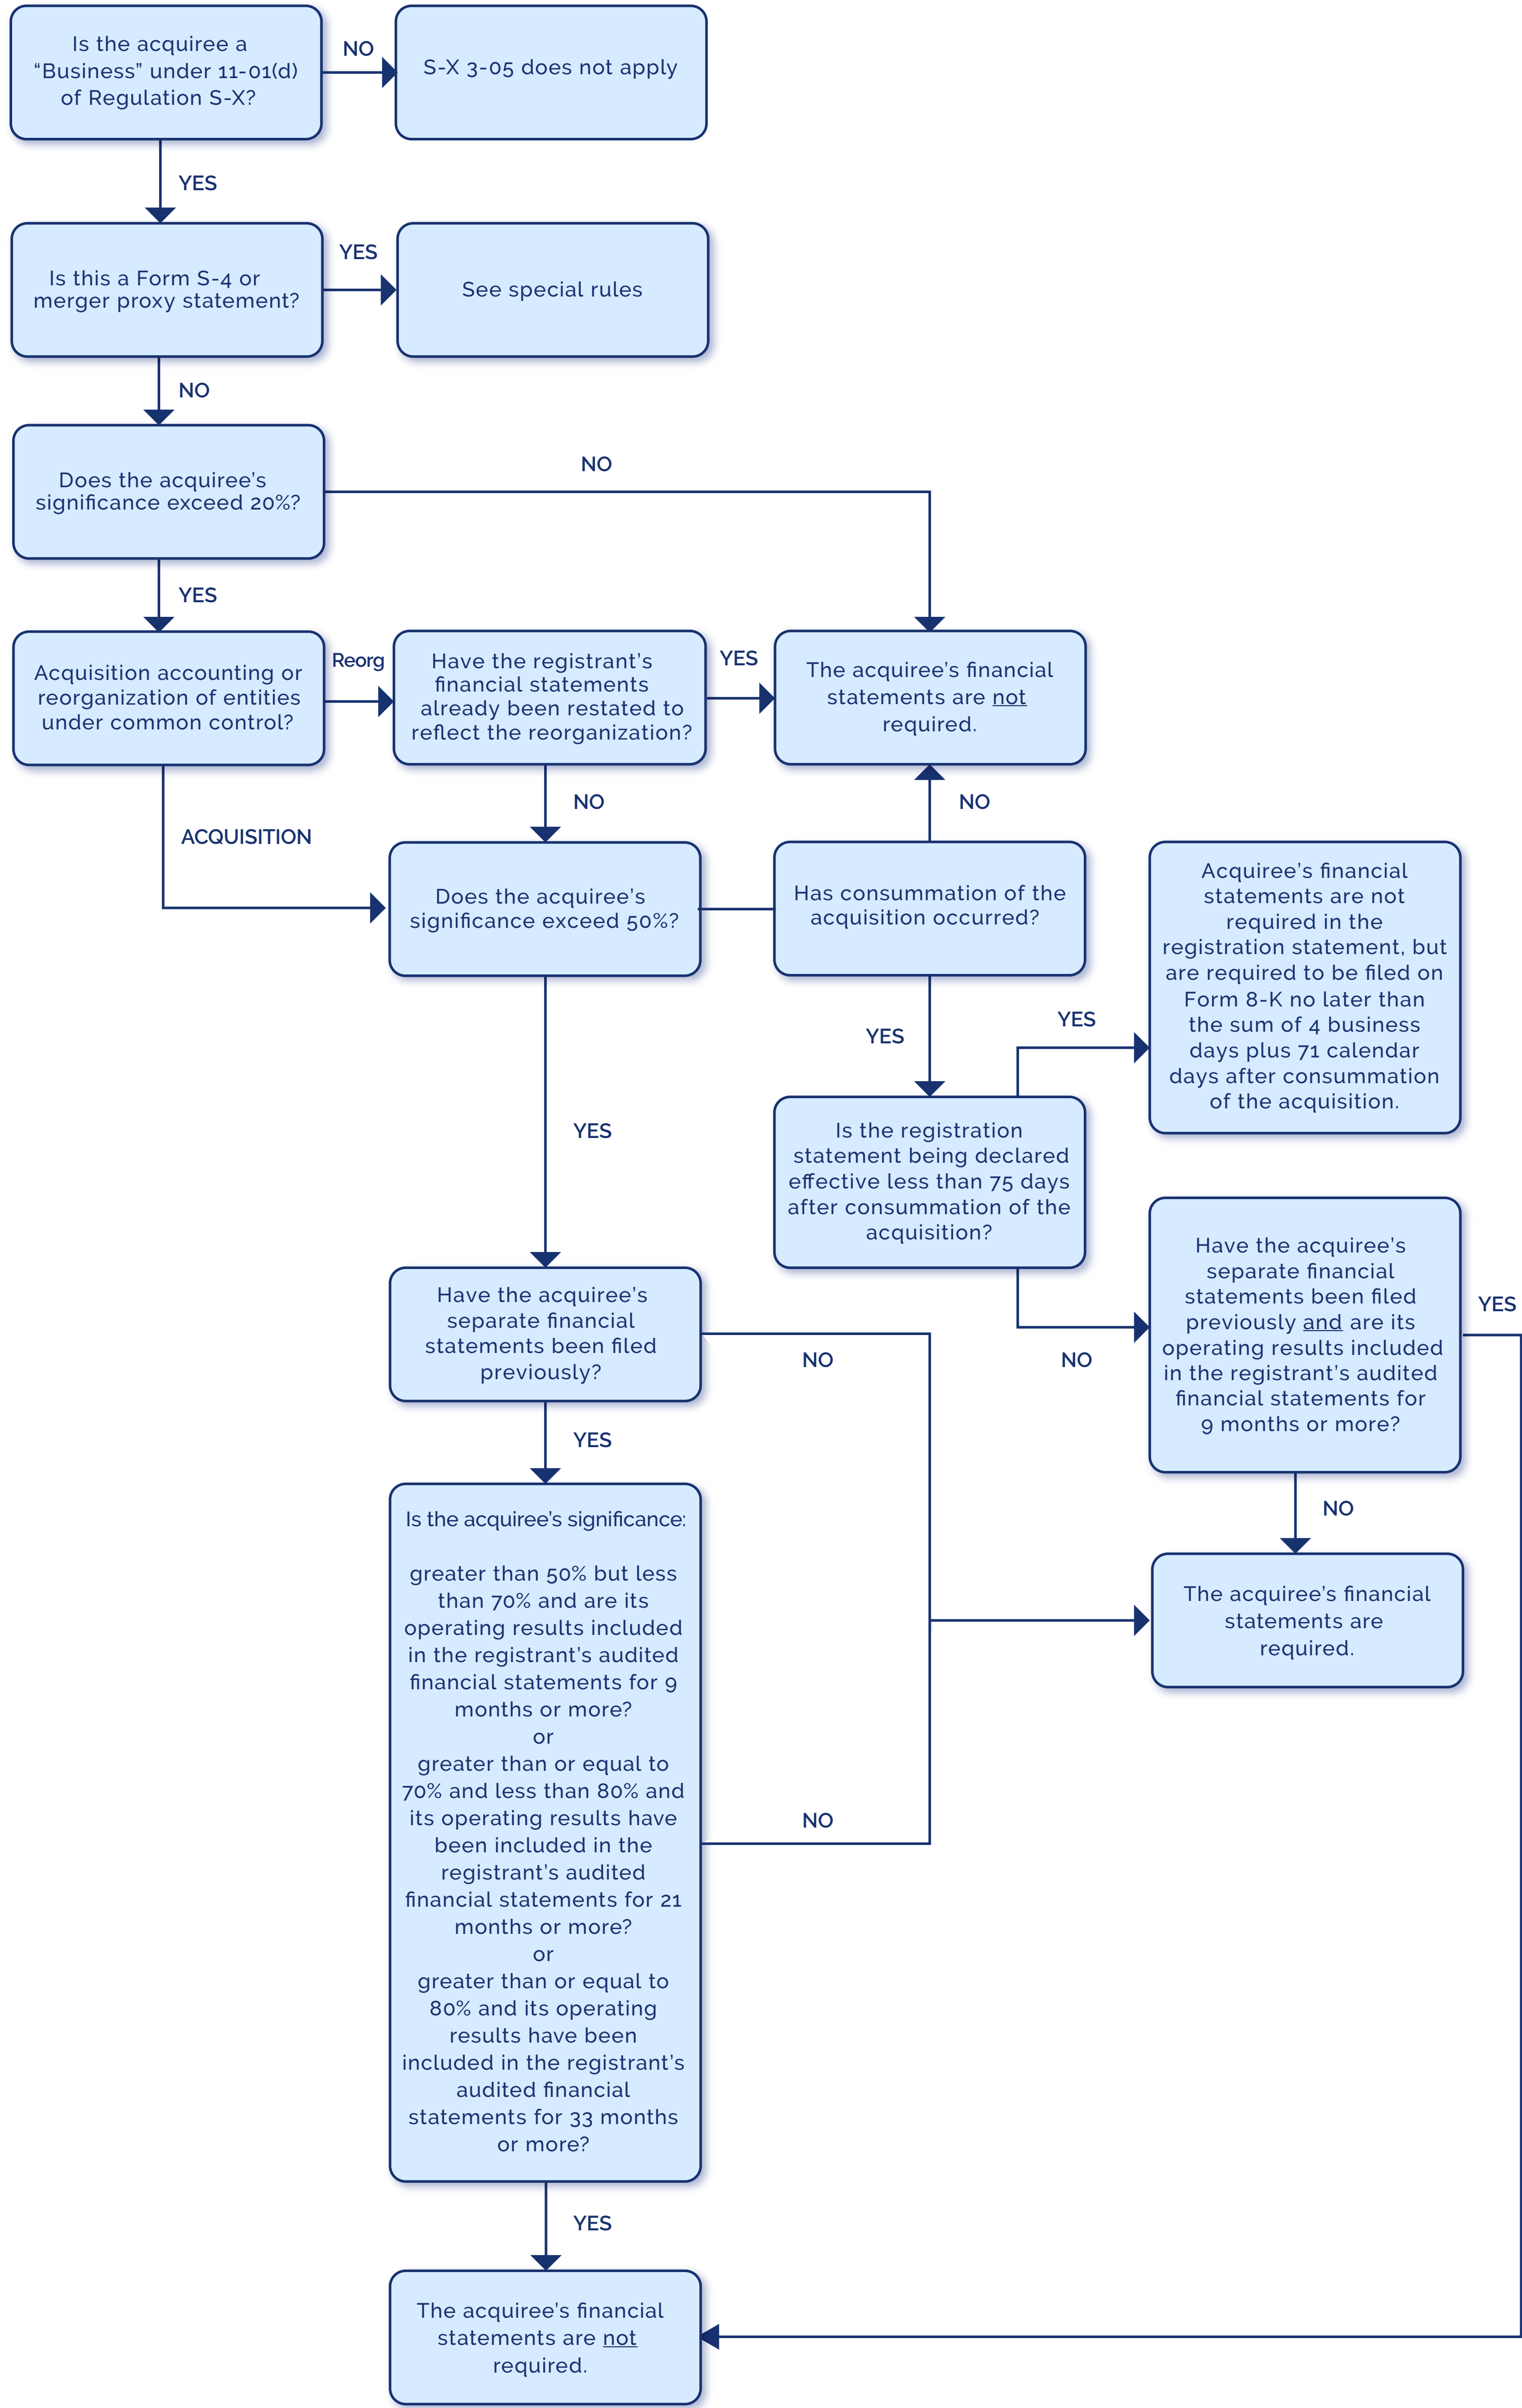 Is the acquiree a
“Business” under 11-01(d)
of Regulation S-X?
NO
S-X 3-05 does not apply
YES
Is this a Form S-4 or
merger proxy statement?
YES
See special rules
NO
Does the acquiree’s
significance exceed 20%?
NO
YES
Acquisition accounting or
reorganization of entities
under common control?
Reorg
Have the registrant’s
financial statements
already been restated to
reflect the reorganization?
YES
The acquiree’s financial
statements are not
required.
ACQUISITION
NO
NO
Does the acquiree’s
significance exceed 50%?
Has consummation of the
acquisition occurred?
Acquiree’s financial
statements are not
required in the
registration statement, but
are required to be filed on
Form 8-K no later than
the sum of 4 business
days plus 71 calendar
days after consummation
of the acquisition.
YES
YES
YES
Is the registration
statement being declared
effective less than 75 days
after consummation of the
acquisition?
NO
Have the acquiree’s
separate financial
statements been filed
previously and are its
operating results included
in the registrant’s audited
financial statements for
9 months or more?
YES
Have the acquiree’s
separate financial
statements been filed
previously?
NO
YES
NO
The acquiree’s financial
statements are
required.
Is the acquiree’s significance:
greater than 50% but less
than 70% and are its
operating results included
in the registrant’s audited
financial statements for 9
months or more?
or
greater than or equal to
70% and less than 80% and
its operating results have
been included in the
registrant’s audited
financial statements for 21
months or more?
or
greater than or equal to
80% and its operating
results have been
included in the registrant’s
audited financial
statements for 33 months
or more?
NO
YES
The acquiree’s financial
statements are not
required.